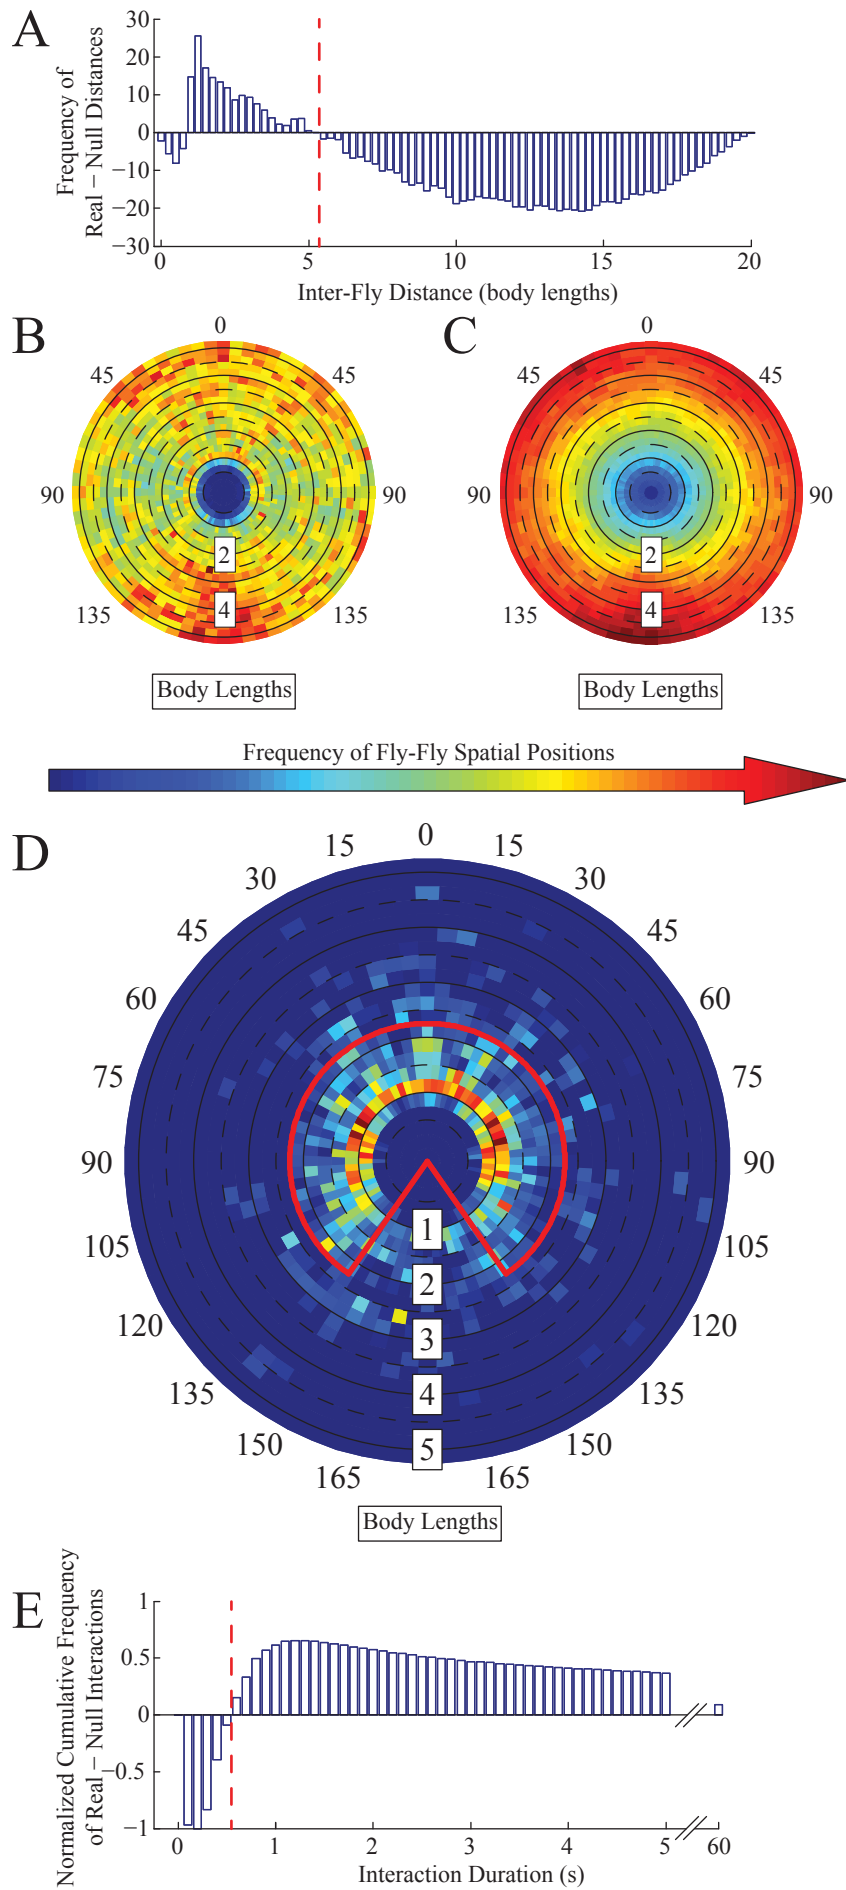 A
30
20
10
0
−10
−20
−30
Frequency of
Real − Null Distances
0 5 10 15 20
Inter-Fly Distance (body lengths)
B
0
45 45
90 90
135 135
2
4
Body Lengths
C
0
45 45
90 90
135 135
2
4
Body Lengths
Frequency of Fly-Fly Spatial Positions
D
0
15 15
30 30
45 45
60 60
75 75
90 90
105 105
120 120
135 135
150 150
165 165
1
2
3
4
5
Body Lengths
E
Normalized Cumulative Frequency
of Real − Null Interactions
1
0.5
0
−0.5
−1
0 1 2 3 4 5 60
Interaction Duration (s)